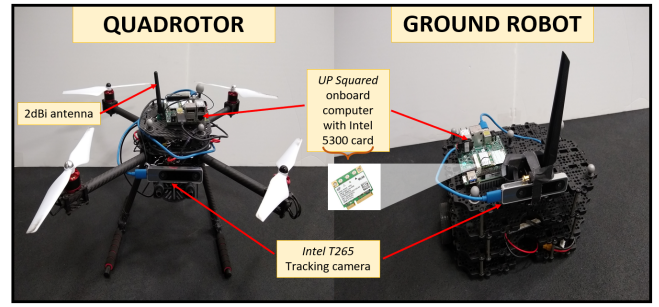 QUADROTOR
GROUND ROBOT
2dBi antenna
UP Squared
onboard
computer
with Intel
5300 card
Intel T265
Tracking camera